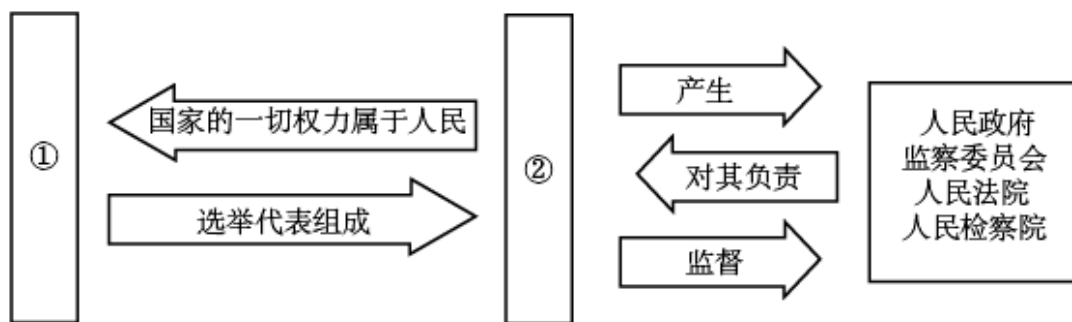 ①
国家的一切权力属于人民
选举代表组成
②
产生
对其负责
监督
人民政府
监察委员会
人民法院
人民检察院